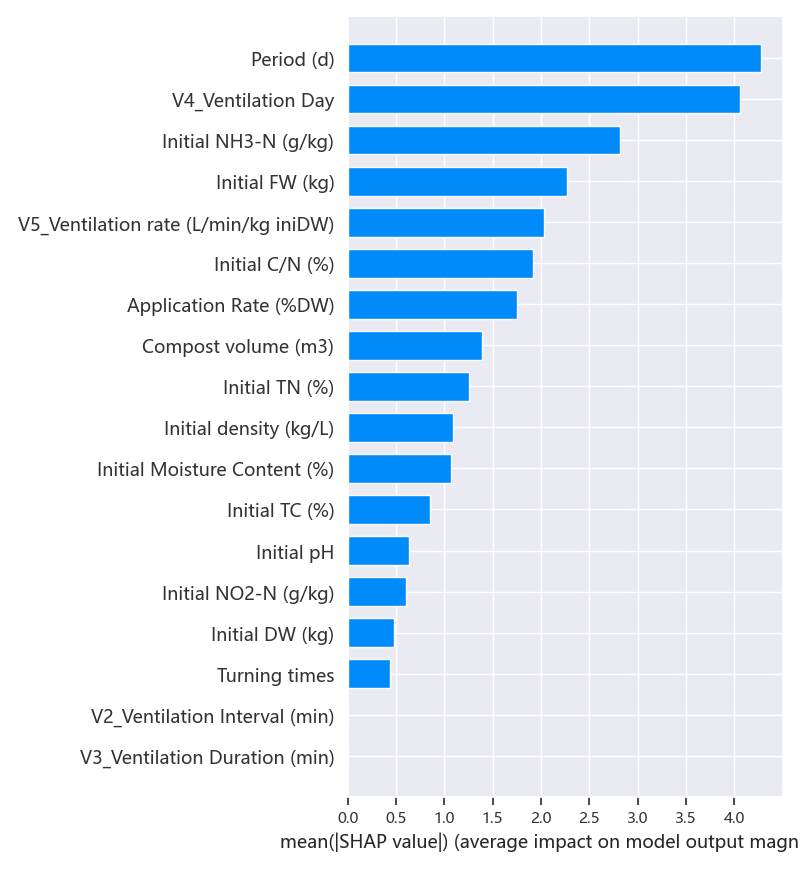 Period (d)
V4_Ventilation Day
Initial NH3-N (g/kg)
Initial FW (kg)
V5_Ventilation rate (L/min/kg iniDW)
Initial C/N (%)
Application Rate (%DW)
Compost volume (m3)
Initial TN (%)
Initial density (kg/L)
Initial Moisture Content (%)
Initial TC (%)
Initial pH
Initial NO2-N (g/kg)
Initial DW (kg)
Turning times
V2_Ventilation Interval (min)
V3_Ventilation Duration (min)
0.0 0.5 1.0 1.5 2.0 2.5 3.0 3.5 4.0
mean(|SHAP value|) (average impact on model output magn